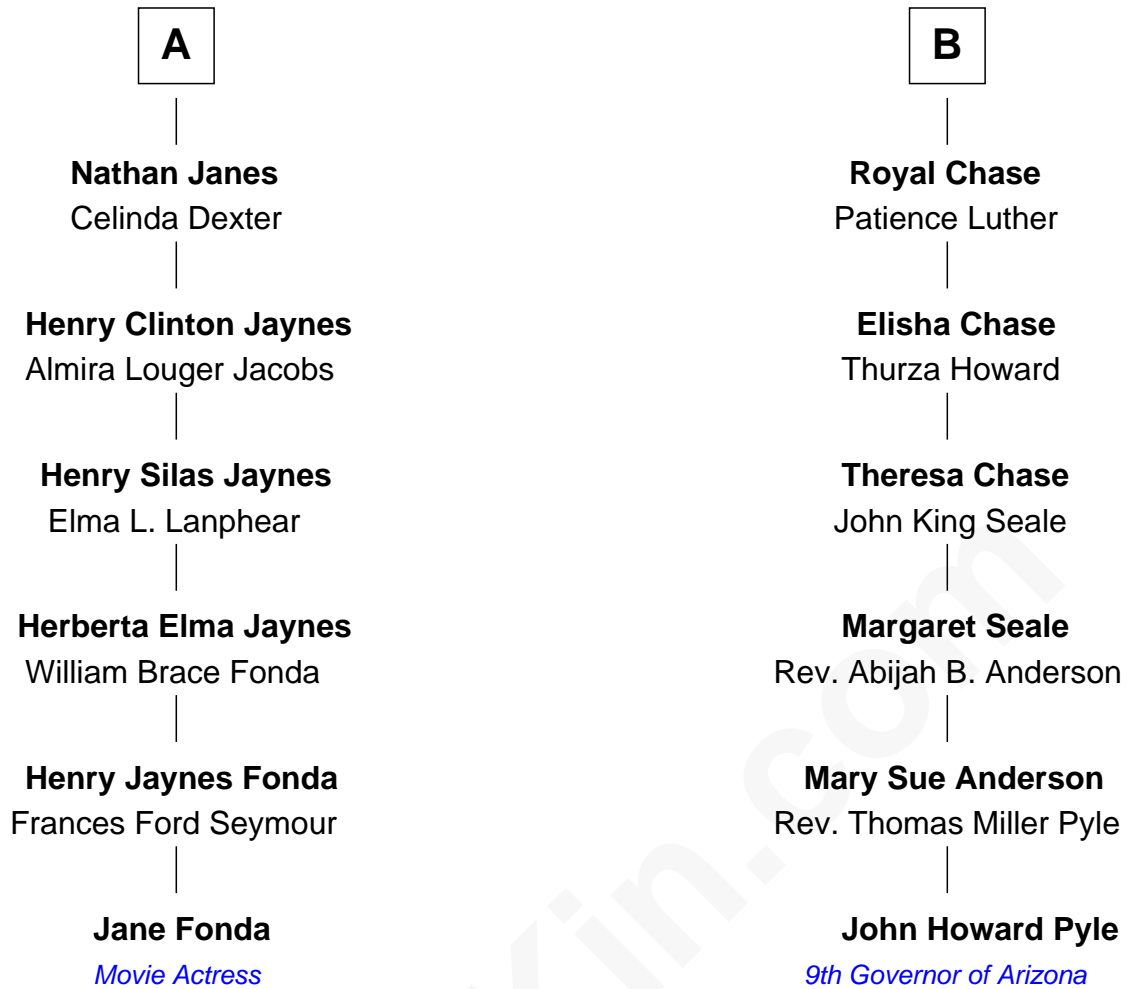 A
Nathan Janes
Celinda Dexter
Henry Clinton Jaynes
Almira Louger Jacobs
Henry Silas Jaynes
Elma L. Lanphear
Herberta Elma Jaynes
William Brace Fonda
Henry Jaynes Fonda
Frances Ford Seymour
Jane Fonda
Movie Actress
B
Royal Chase
Patience Luther
Elisha Chase
Thurza Howard
Theresa Chase
John King Seale
Margaret Seale
Rev. Abijah B. Anderson
Mary Sue Anderson
Rev. Thomas Miller Pyle
John Howard Pyle
9th Governor of Arizona
Kin.com